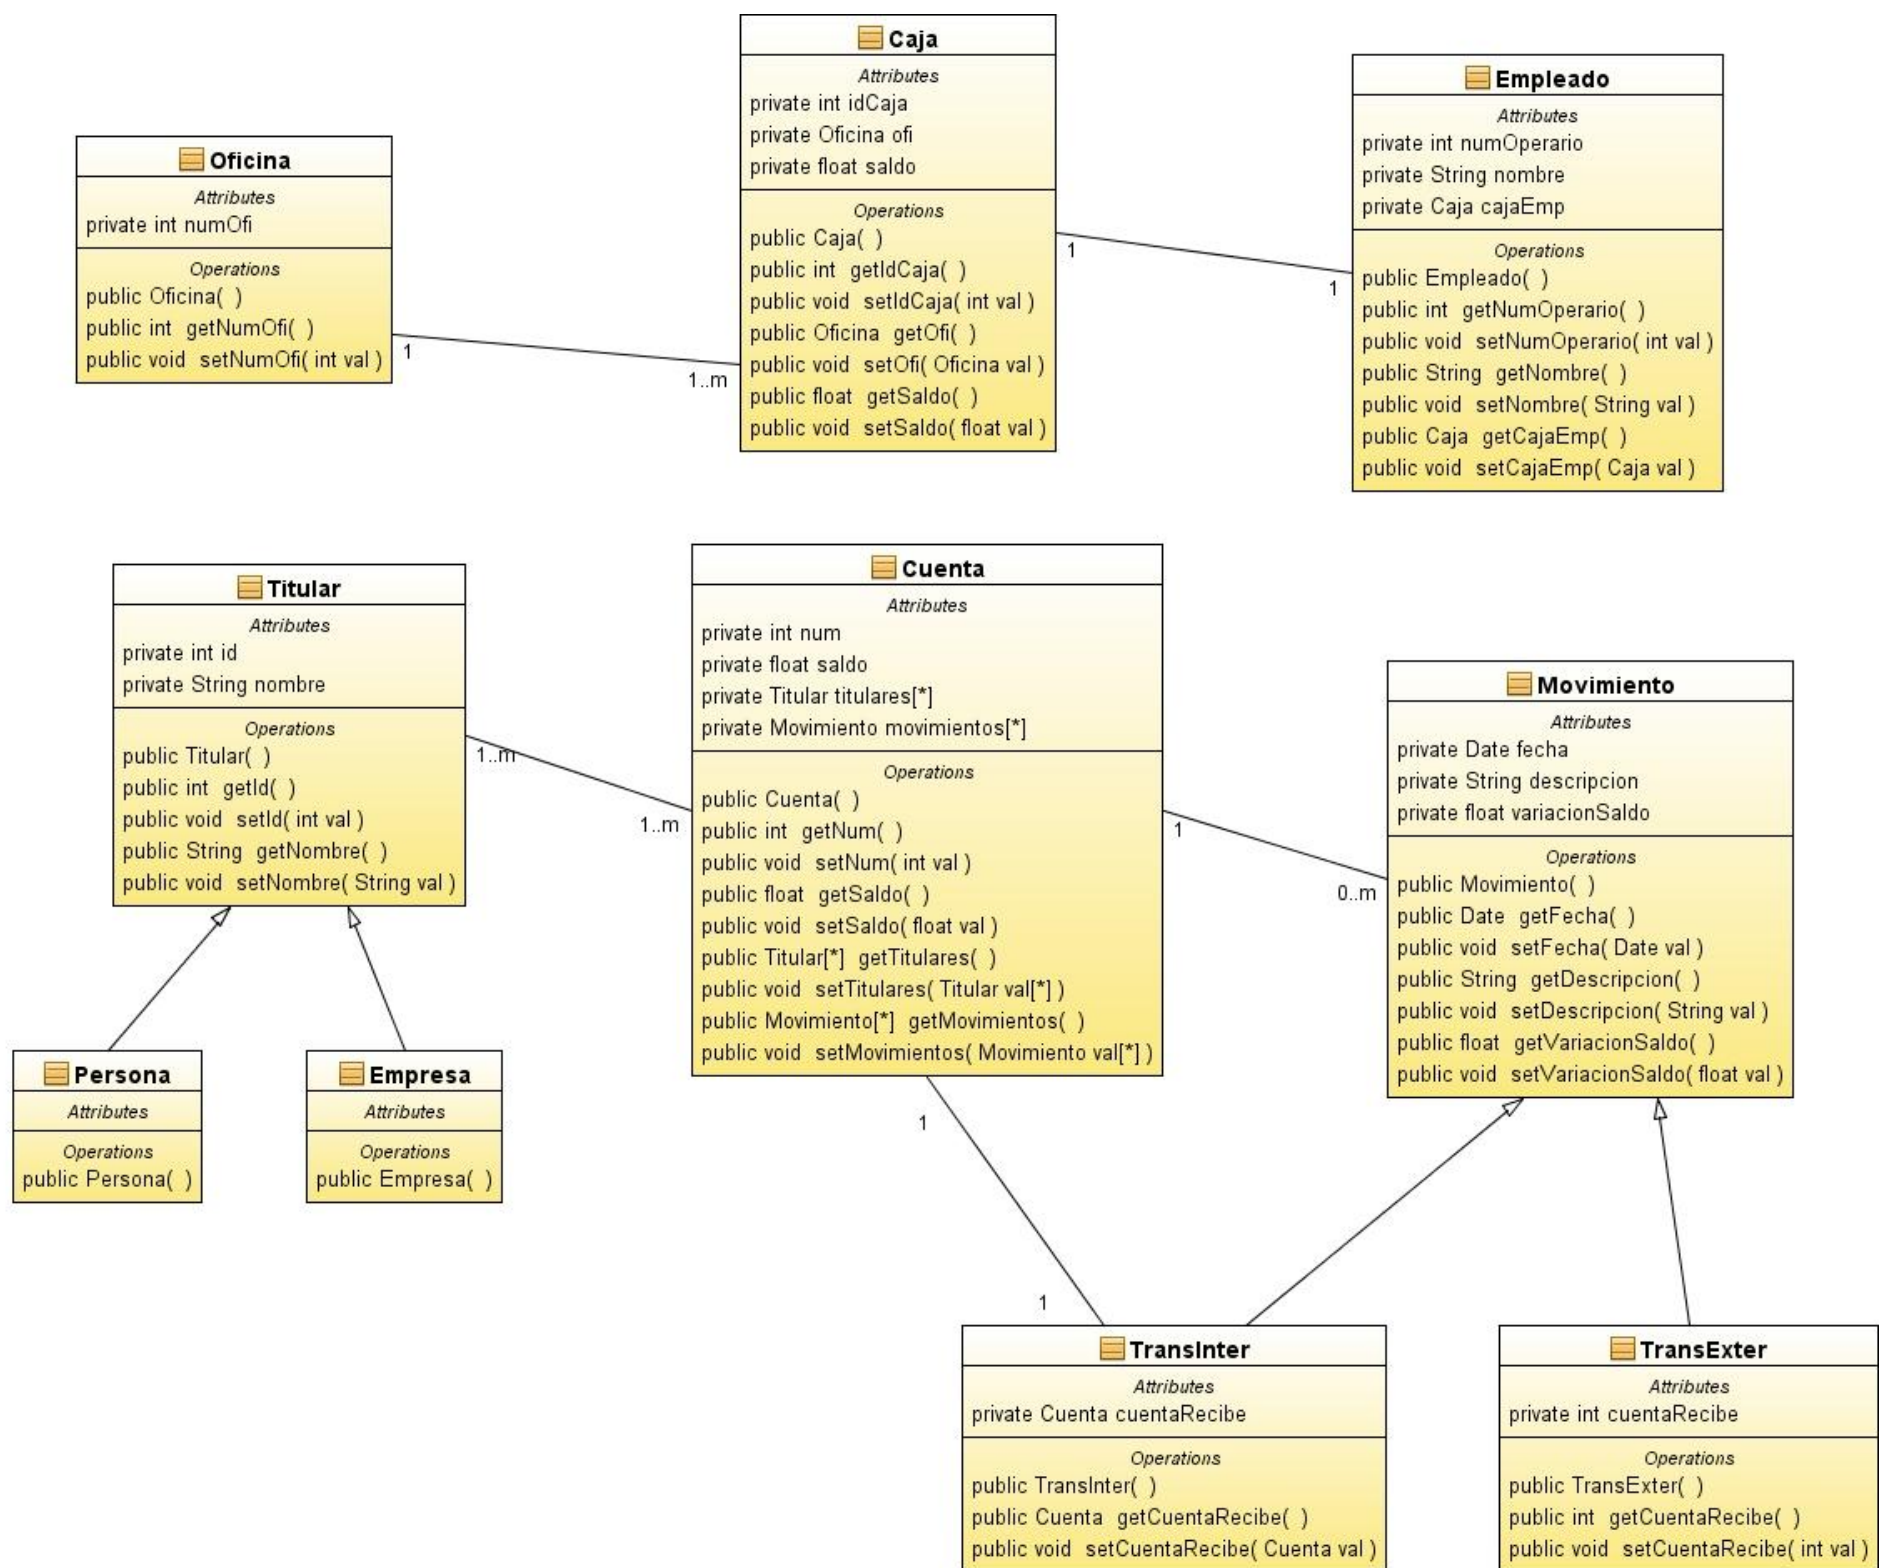 Caja
Attributes
private int idCaja
private Oficina ofi
private float saldo
Operations
public Caja( )
public int getIdCaja( )
public void setIdCaja( int val )
public Oficina getOfi( )
public void setOfi( Oficina val )
public float getSaldo( )
public void setSaldo( float val )
Empleado
Attributes
private int numOperario
private String nombre
private Caja cajaEmp
Operations
public Empleado( )
public int getNumOperario( )
public void setNumOperario( int val )
public String getNombre( )
public void setNombre( String val )
public Caja getCajaEmp( )
public void setCajaEmp( Caja val )
Oficina
Attributes
private int numOfi
Operations
public Oficina( )
public int getNumOfi( )
public void setNumOfi( int val )
1
1..m
1
1
Titular
Attributes
private int id
private String nombre
Operations
public Titular( )
public int getId( )
public void setId( int val )
public String getNombre( )
public void setNombre( String val )
1..m
1..m
Cuenta
Attributes
private int num
private float saldo
private Titular titulares[*]
private Movimiento movimientos[*]
Operations
public Cuenta( )
public int getNum( )
public void setNum( int val )
public float getSaldo( )
public void setSaldo( float val )
public Titular[*] getTitulares( )
public void setTitulares( Titular val[*] )
public Movimiento[*] getMovimientos( )
public void setMovimientos( Movimiento val[*] )
1
0..m
Movimiento
Attributes
private Date fecha
private String descripcion
private float variacionSaldo
Operations
public Movimiento( )
public Date getFecha( )
public void setFecha( Date val )
public String getDescripcion( )
public void setDescripcion( String val )
public float getVariacionSaldo( )
public void setVariacionSaldo( float val )
Persona
Attributes
Operations
public Persona( )
Empresa
Attributes
Operations
public Empresa( )
1
1
TransInter
Attributes
private Cuenta cuentaRecibe
Operations
public TransInter( )
public Cuenta getCuentaRecibe( )
public void setCuentaRecibe( Cuenta val )
TransExter
Attributes
private int cuentaRecibe
Operations
public TransExter( )
public int getCuentaRecibe( )
public void setCuentaRecibe( int val )